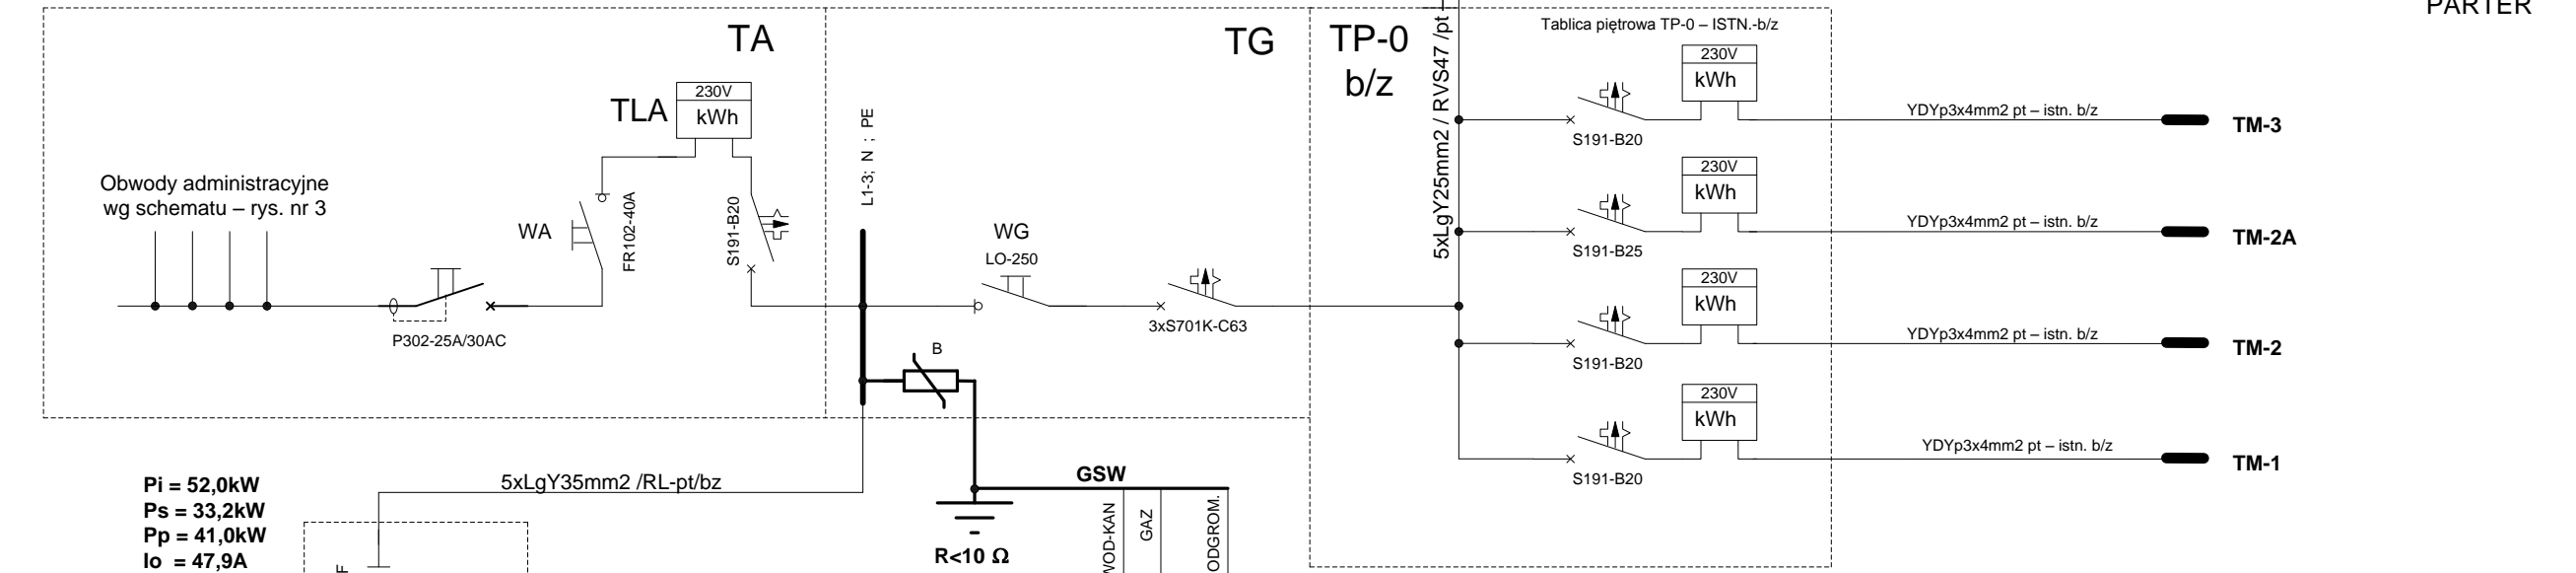 PARTER
TA
TG
TP-0
b/z
Tablica piętrowa TP-0 – ISTN.-b/z
5xLgY25mm2 / RVS47 /pt
TLA
230V
kWh
L1-3; N ; PE
Obwody administracyjne
wg schematu – rys. nr 3
WA
FR102-40A
S191-B20
P302-25A/30AC
WG
LO-250
3xS701K-C63
B
230V
kWh
S191-B20
YDYp3x4mm2 pt – istn. b/z
TM-3
230V
kWh
S191-B25
YDYp3x4mm2 pt – istn. b/z
TM-2A
230V
kWh
S191-B20
YDYp3x4mm2 pt – istn. b/z
TM-2
230V
kWh
S191-B20
YDYp3x4mm2 pt – istn. b/z
TM-1
Pi = 52,0kW
Ps = 33,2kW
Pp = 41,0kW
Io = 47,9A
5xLgY35mm2 /RL-pt/bz
GSW
R<10 Ω
WOD-KAN
GAZ
ODGROM.